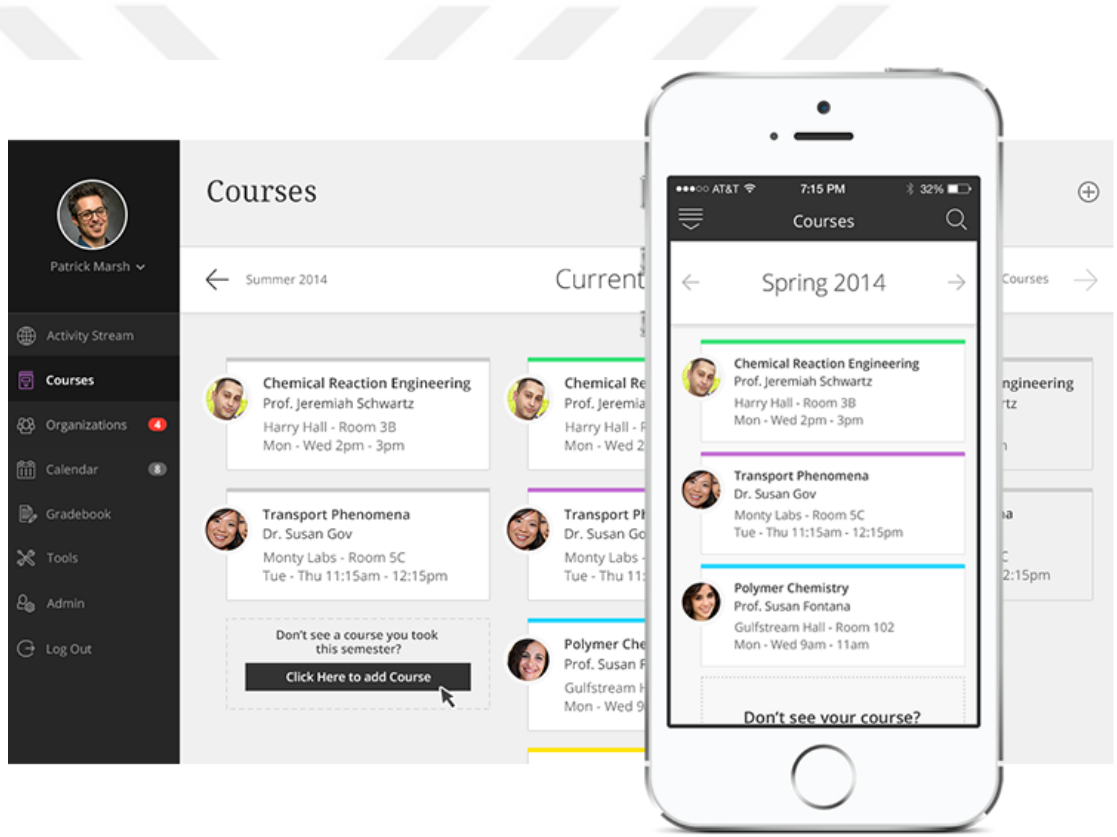 Patrick Marsh
Activity Stream
Courses
Organizations 4
Calendar 8
Gradebook
Tools
Admin
Log Out
Courses
Summer 2014
Current
Courses
Chemical Reaction Engineering
Prof. Jeremiah Schwartz
Harry Hall - Room 3B
Mon - Wed 2pm - 3pm
Transport Phenomena
Dr. Susan Gov
Monty Labs - Room 5C
Tue - Thu 11:15am - 12:15pm
Don't see a course you took
this semester?
Click Here to add Course
Chemical Re
Prof. Jeremia
Harry Hall -
Mon - Wed 2
Transport
Dr. Susan Go
Monty Labs -
Tue - Thu 11:
Polymer Che
Prof. Susan
Gulfstream
Mon - Wed 9
ngineering
tz
a
2:15pm
AT&T 7:15 PM 32%
Courses
Spring 2014
Chemical Reaction Engineering
Prof. Jeremiah Schwartz
Harry Hall - Room 3B
Mon - Wed 2pm - 3pm
Transport Phenomena
Dr. Susan Gov
Monty Labs - Room 5C
Tue - Thu 11:15am - 12:15pm
Polymer Chemistry
Prof. Susan Fontana
Gulfstream Hall - Room 102
Mon - Wed 9am - 11am
Don't see your course?